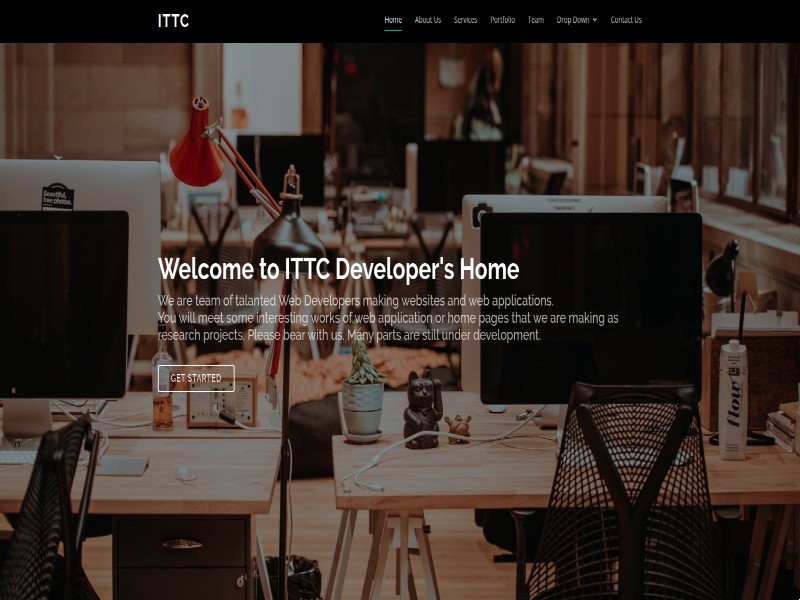 ITTC
Home About Us Services Portfolio Team Drop Down Contact Us
Beautiful,
free photos.
Welcome to ITTC Developer's Home
We are team of talanted Web Developers making websites and web applications.
You will meet some interesting works of web application or home pages that we are making as
research projects. Please bear with us. Many parts are still under development.
GET STARTED
flow